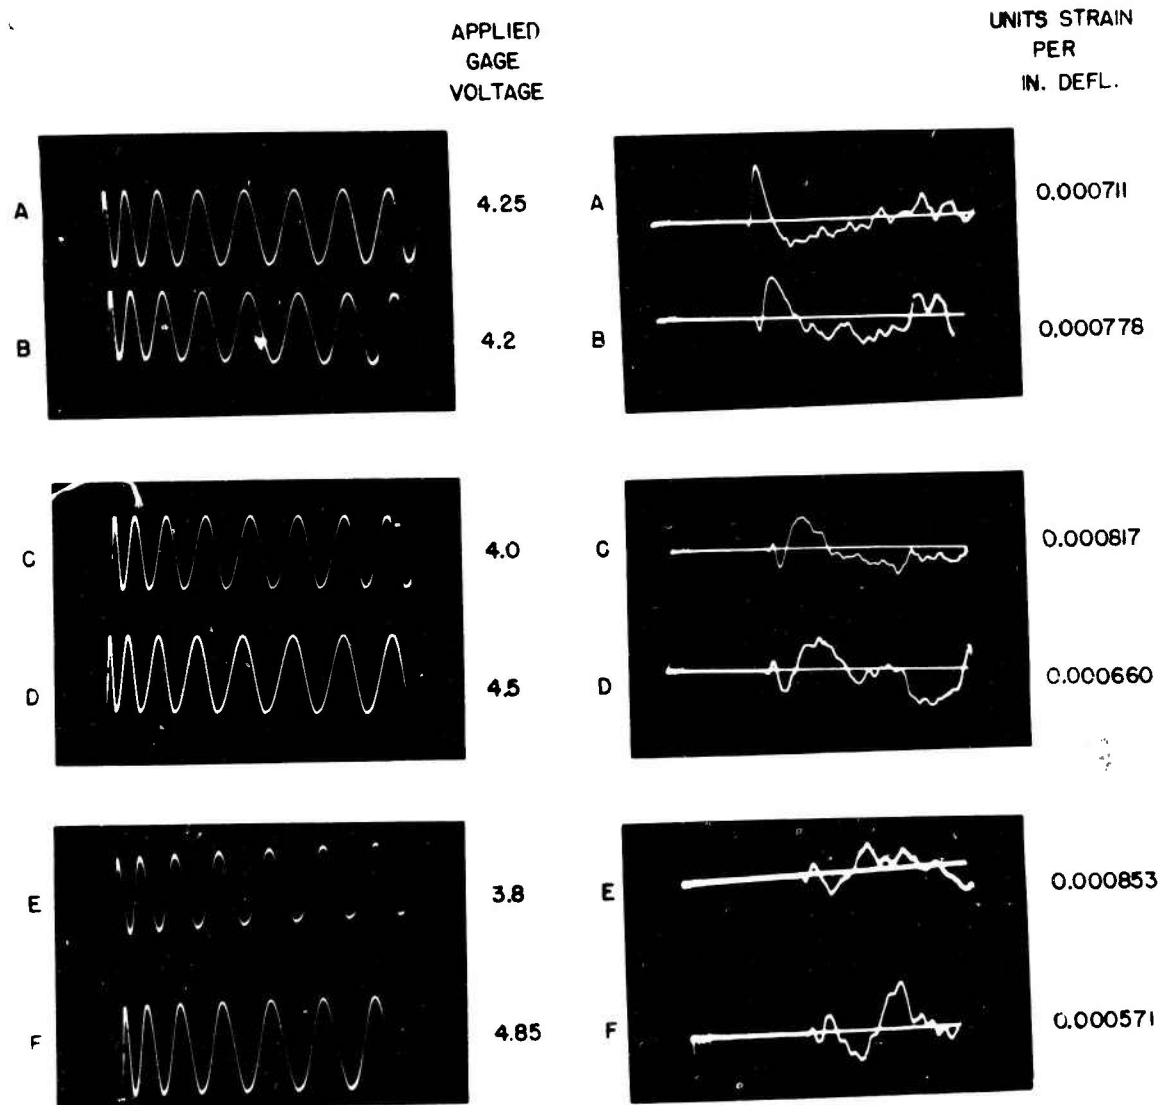 APPLIED
GAGE
VOLTAGE
UNITS STRAIN
PER
IN. DEFL.
A 4.25 A 0.000711
B 4.2 B 0.000778
C 4.0 C 0.000817
D 4.5 D 0.000660
E 3.8 E 0.000853
F 4.85 F 0.000571